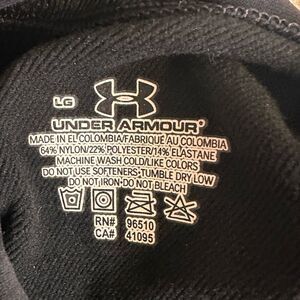 LG
UNDER ARMOUR
MADE IN EL COLOMBIA/FABRIQUÉ AU COLOMBIA
64% NYLON/22% POLYESTER/14% ELASTANE
MACHINE WASH COLD/LIKE COLORS
DO NOT USE SOFTENERS·TUMBLE DRY LOW
DO NOT IRON·DO NOT BLEACH
RN# 96510
CA# 41095